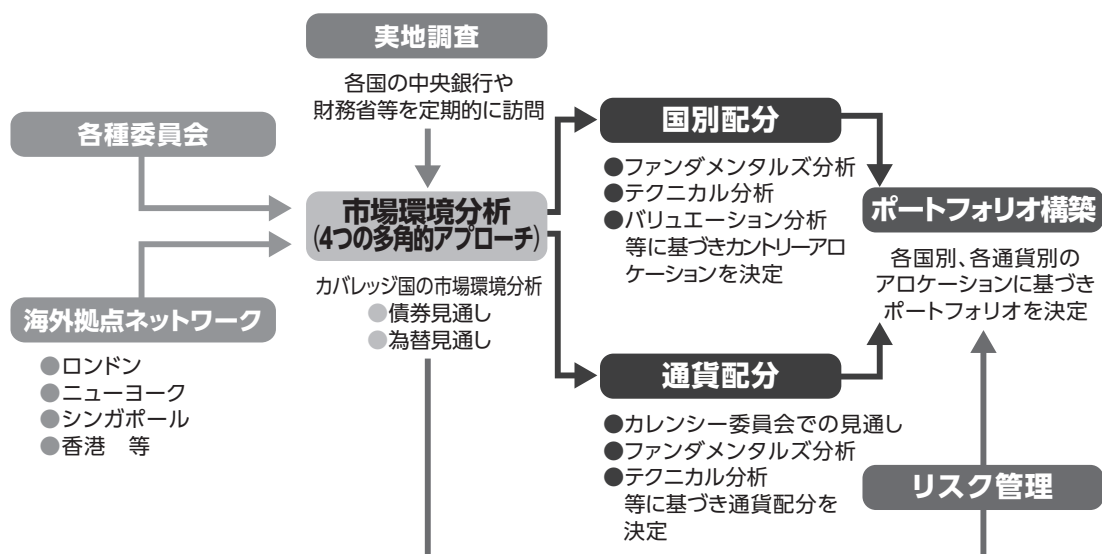 実地調査
各国の中央銀行や
財務省等を定期的に訪問
各種委員会
市場環境分析
(4つの多角的アプローチ)
カバレッジ国の市場環境分析
●債券見通し
●為替見通し
海外拠点ネットワーク
●ロンドン
●ニューヨーク
●シンガポール
●香港　等
国別配分
●ファンダメンタルズ分析
●テクニカル分析
●バリュエーション分析
等に基づきカントリーアロ
ケーションを決定
通貨配分
●カレンシー委員会での見通し
●ファンダメンタルズ分析
●テクニカル分析
等に基づき通貨配分を
決定
ポートフォリオ構築
各国別、各通貨別の
アロケーションに基づき
ポートフォリオを決定
リスク管理